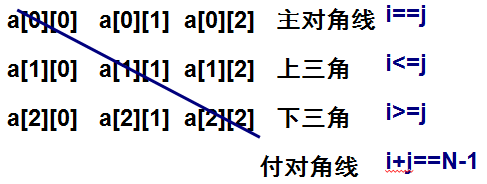 a[0][0] a[0][1] a[0][2] 主对角线 i==j
a[1][0] a[1][1] a[1][2] 上三角 i<=j
a[2][0] a[2][1] a[2][2] 下三角 i>=j
付对角线 i+j==N-1